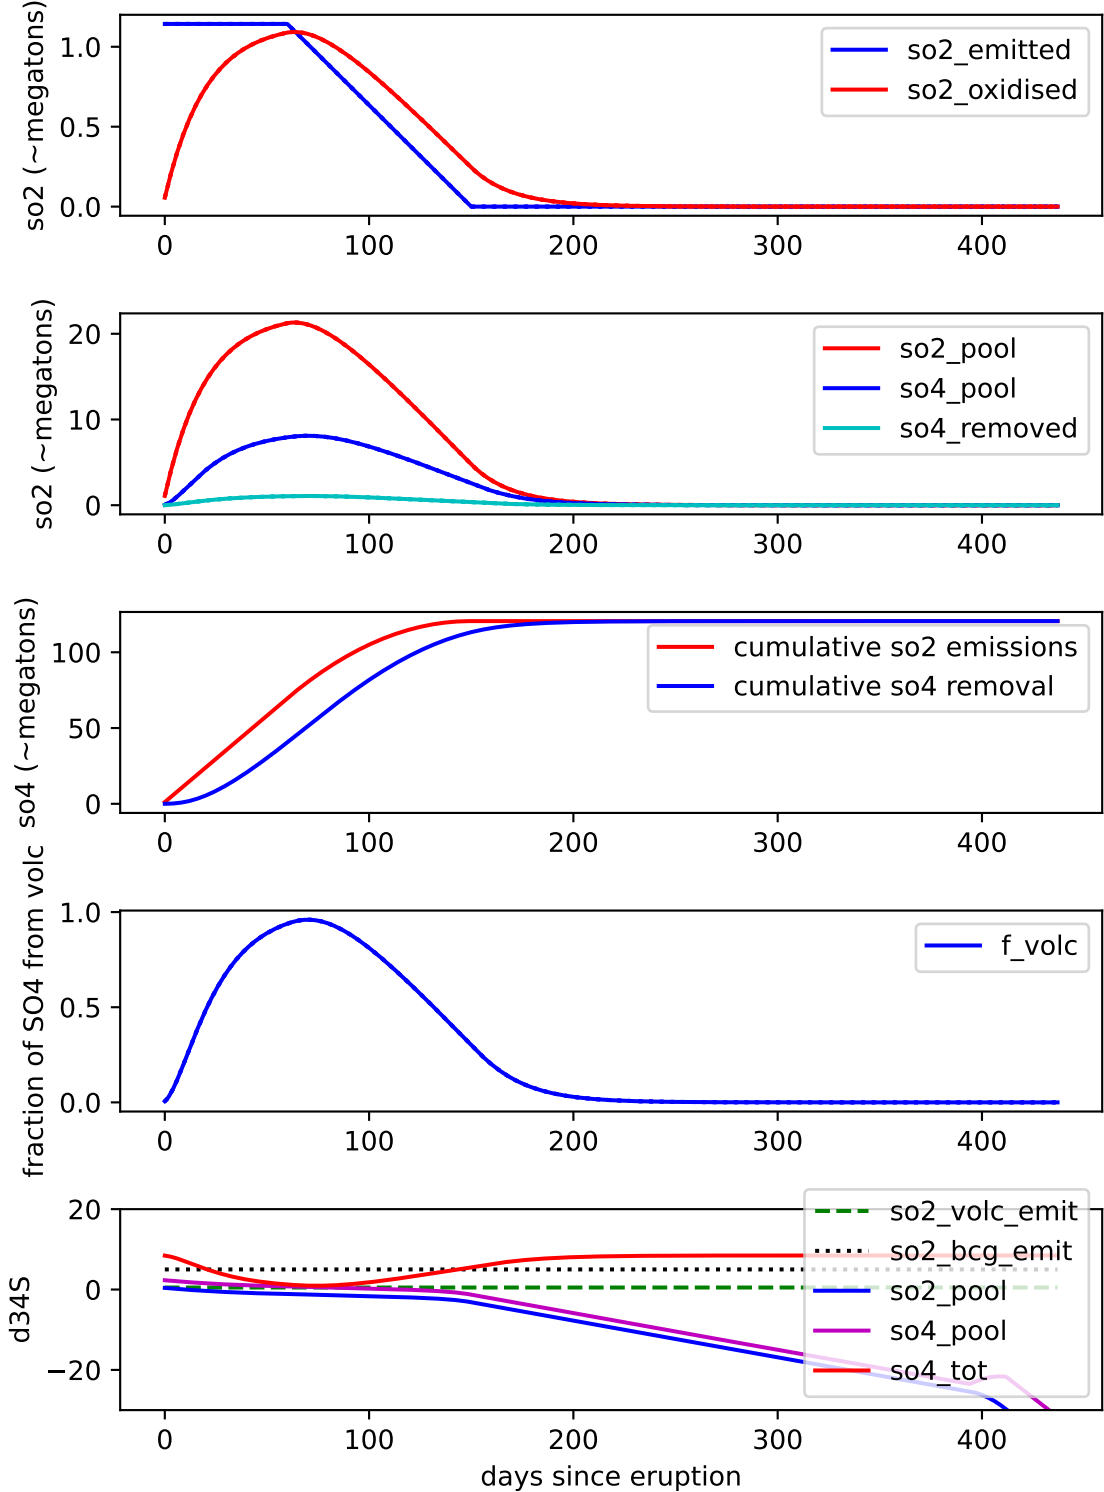 so2 (~megatons)
1.0
0.5
0.0
so2_emitted
so2_oxidised
0 100 200 300 400
so2 (~megatons)
20
10
0
so2_pool
so4_pool
so4_removed
0 100 200 300 400
so4 (~megatons)
100
50
0
cumulative so2 emissions
cumulative so4 removal
0 100 200 300 400
fraction of SO4 from volc
1.0
0.5
0.0
f_volc
0 100 200 300 400
d34S
20
0
−20
so2_volc_emit
so2_bcg_emit
so2_pool
so4_pool
so4_tot
0 100 200 300 400
days since eruption